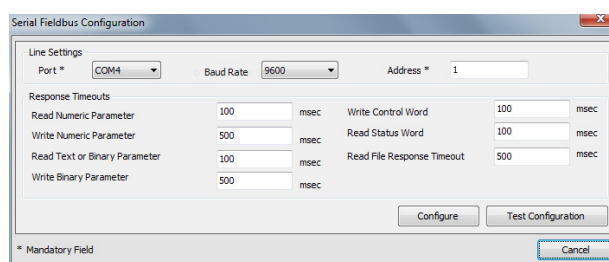 Serial Fieldbus Configuration
Line Settings
Port * COM4 Baud Rate 9600 Address * 1
Response Timeouts
Read Numeric Parameter 100 msec Write Control Word 100 msec
Write Numeric Parameter 500 msec Read Status Word 100 msec
Read Text or Binary Parameter 100 msec Read File Response Timeout 500 msec
Write Binary Parameter 500 msec
Configure Test Configuration
* Mandatory Field Cancel